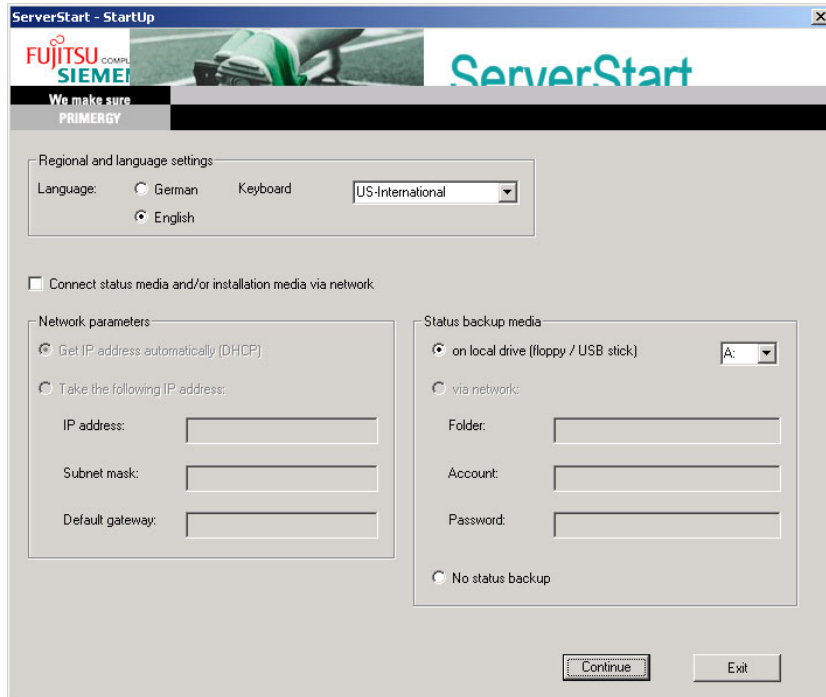 ServerStart - StartUp
FUJITSU COMPU
SIEMEN
ServerStart
We make sure
PRIMERGY
Regional and language settings
Language: German Keyboard US-International
English
Connect status media and/or installation media via network
Network parameters
Get IP address automatically (DHCP)
Take the following IP address:
IP address:
Subnet mask:
Default gateway:
Status backup media
on local drive (floppy / USB stick) A:
via network:
Folder:
Account:
Password:
No status backup
Continue Exit